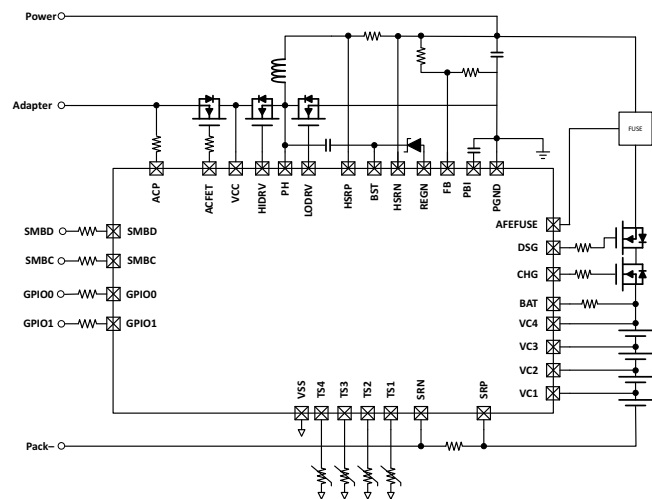 Power
Adapter
FUSE
ACP
ACFET
VCC
HIDRV
PH
LODRV
HSRP
BST
HSRN
REGN
FB
PBI
PGND
AFEFUSE
SMBD
SMBD
DSG
SMBC
SMBC
CHG
GPIO0
GPIO0
BAT
GPIO1
GPIO1
VC4
VC3
VC2
VC1
VSS
TS4
TS3
TS2
TS1
SRN
SRP
Pack–